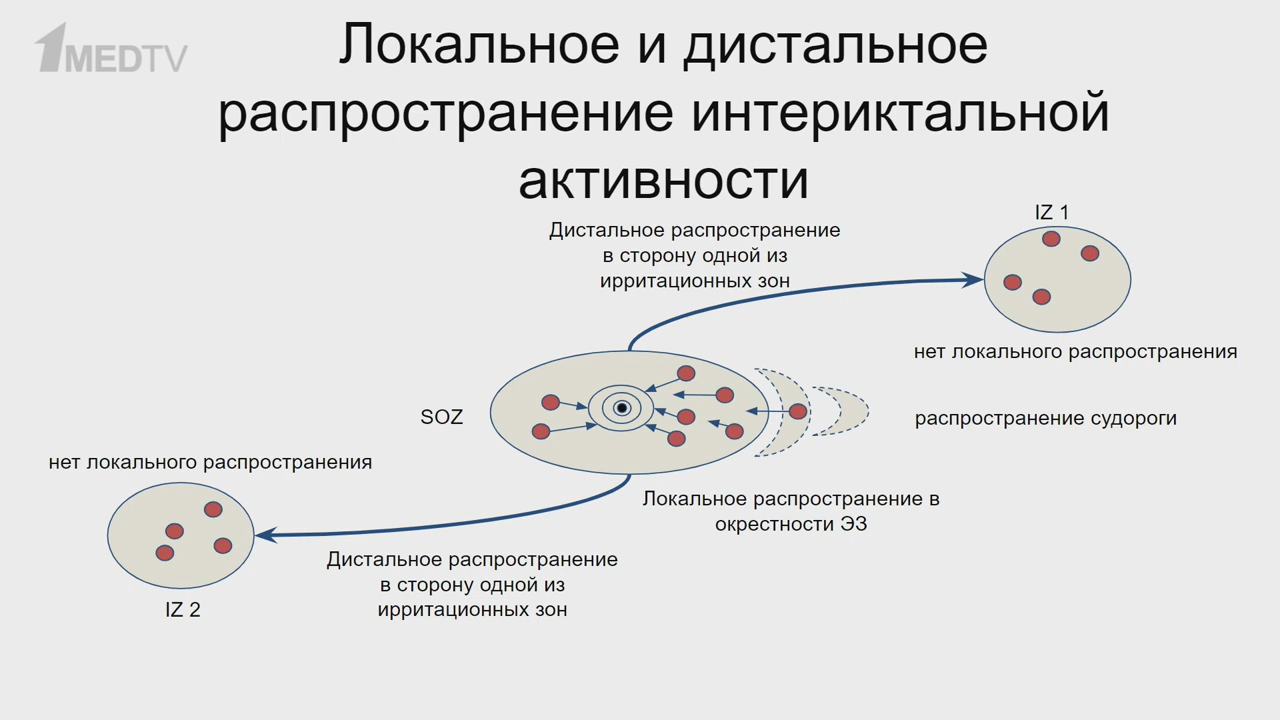 1MEDTV
Локальное и дистальное
распространение интериктальной
активности
IZ 1
Дистальное распространение
в сторону одной из
ирритационных зон
нет локального распространения
SOZ
распространение судороги
нет локального распространения
Локальное распространение в
окрестности ЭЗ
Дистальное распространение
в сторону одной из
ирритационных зон
IZ 2